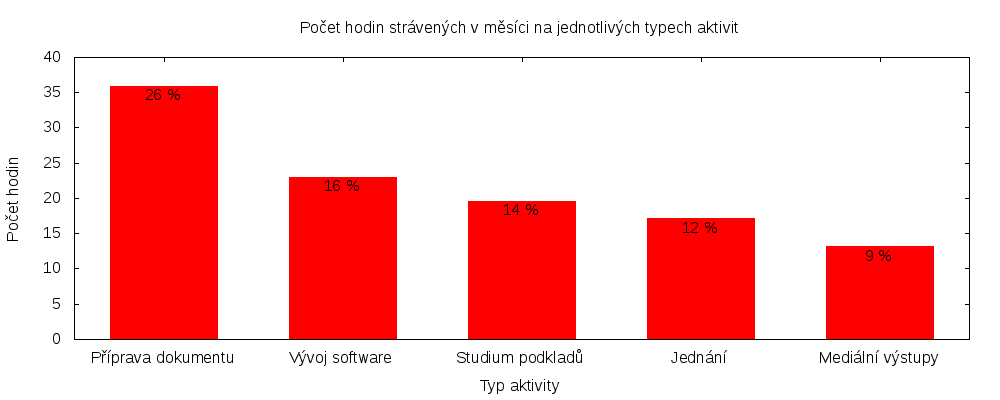 Počet hodin strávených v měsíci na jednotlivých typech aktivit
40
35
30
25
20
15
10
5
0
Počet hodin
26 %
16 %
14 %
12 %
9 %
Příprava dokumentu
Vývoj software
Studium podkladů
Jednání
Mediální výstupy
Typ aktivity